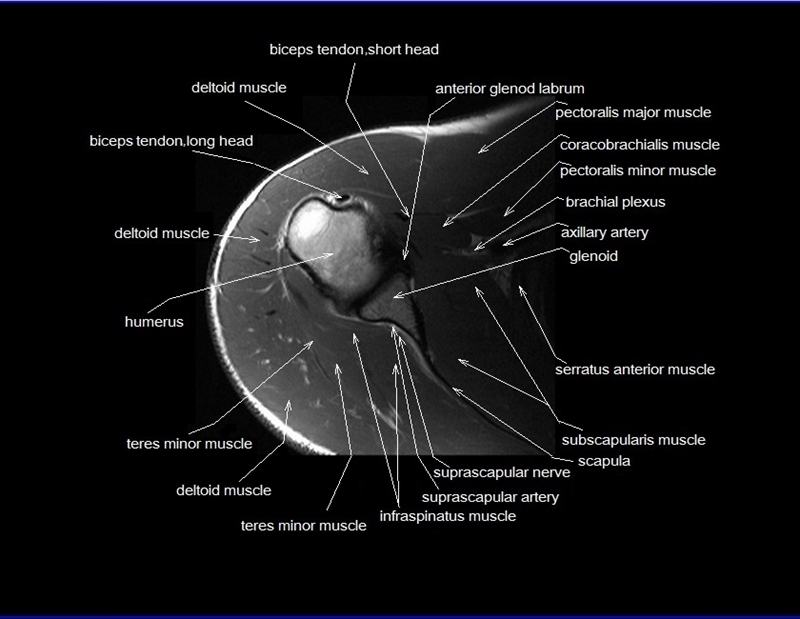 biceps tendon,short head
deltoid muscle
anterior glenod labrum
pectoralis major muscle
biceps tendon,long head
coracobrachialis muscle
pectoralis minor muscle
brachial plexus
deltoid muscle
axillary artery
glenoid
humerus
serratus anterior muscle
teres minor muscle
subscapularis muscle
scapula
suprascapular nerve
deltoid muscle
suprascapular artery
infraspinatus muscle
teres minor muscle